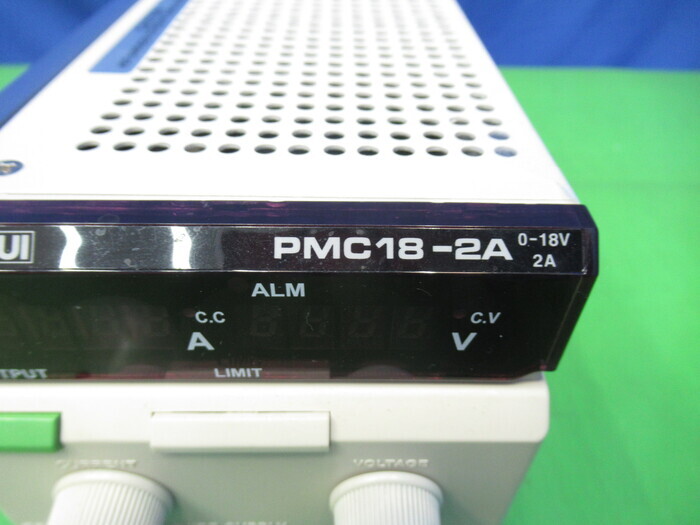 UI PMC18-2A 0-18V
2A
ALM
C.C C.V
A V
TPUT LIMIT
CURRENT VOLTAGE